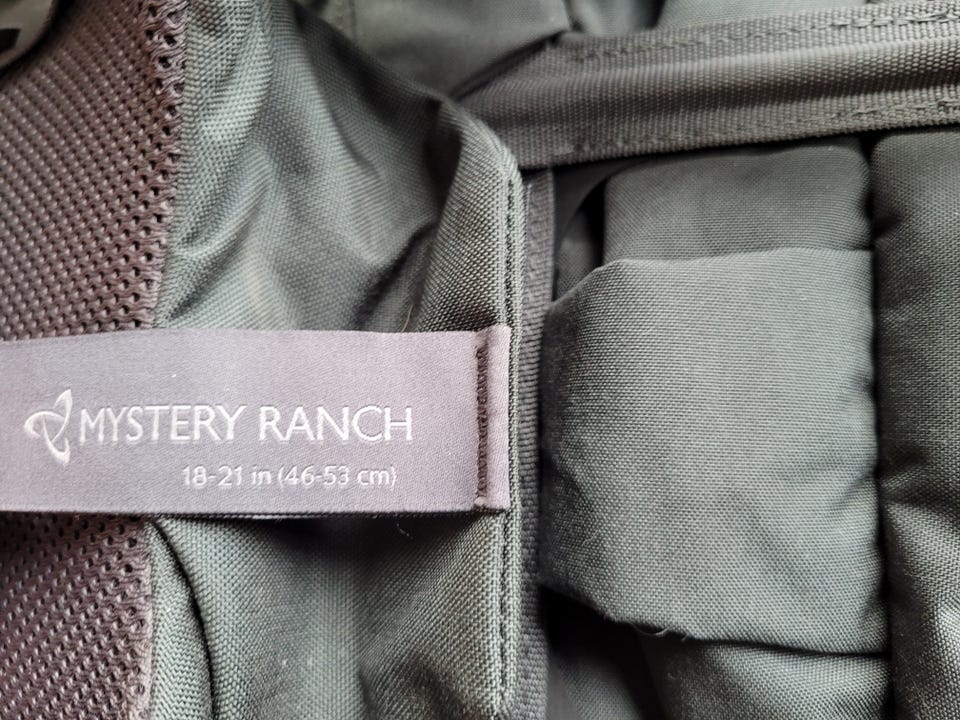 MYSTERY RANCH
18-21 in (46-53 cm)